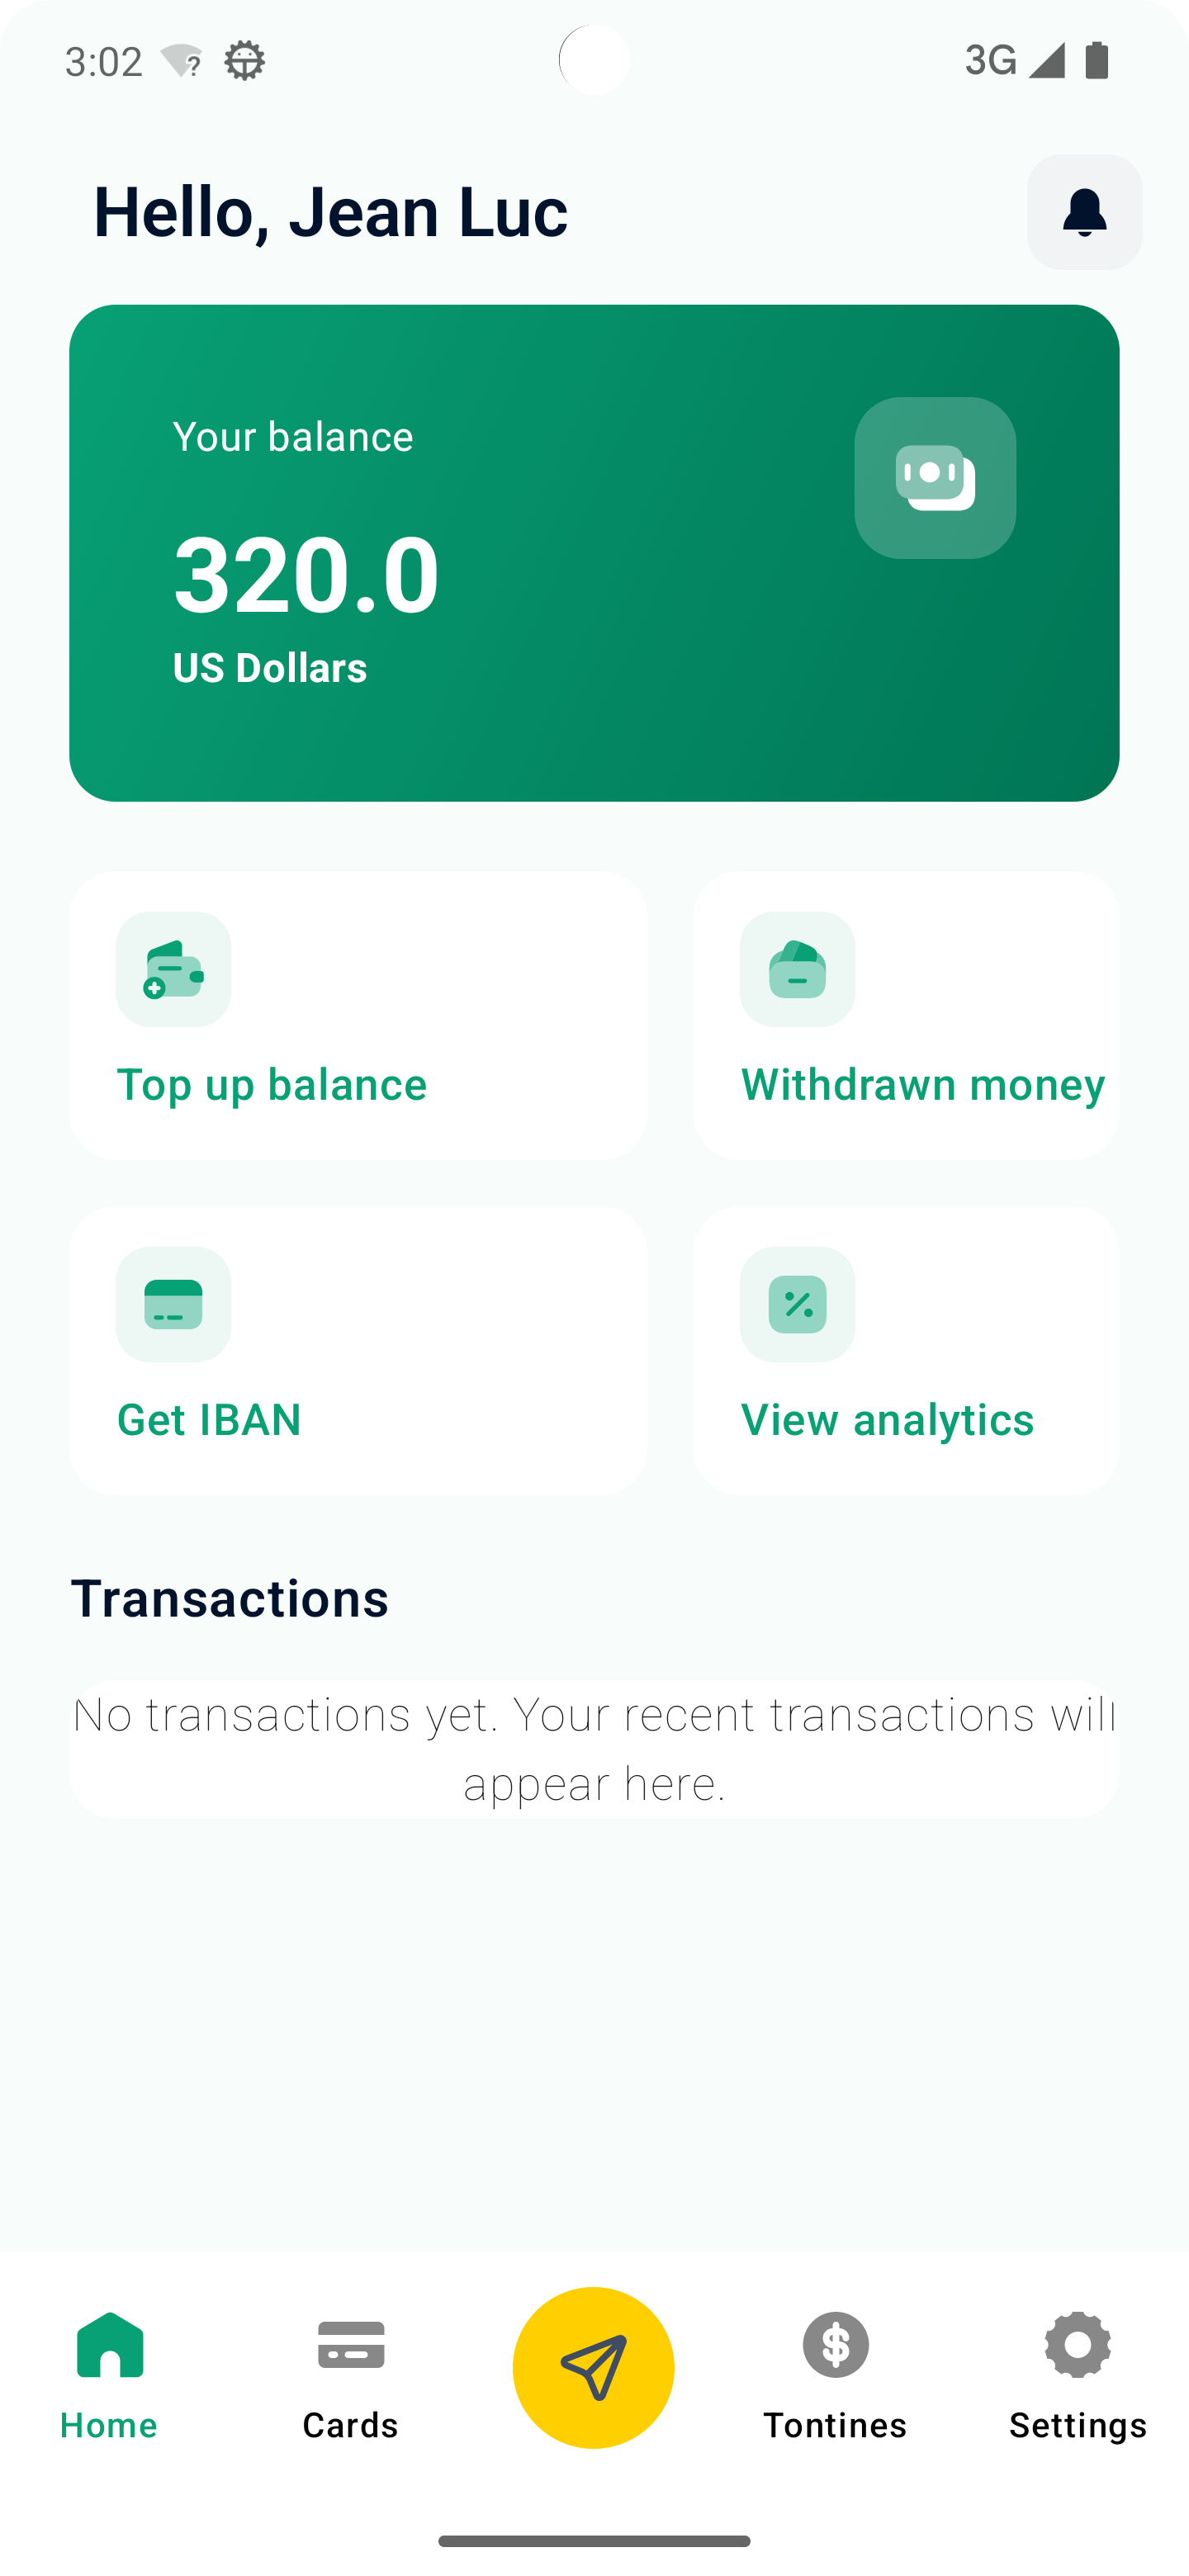 3:02
3G
Hello, Jean Luc
Your balance
320.0
US Dollars
Top up balance
Withdrawn money
Get IBAN
View analytics
Transactions
No transactions yet. Your recent transactions will
appear here.
Home
Cards
Tontines
Settings